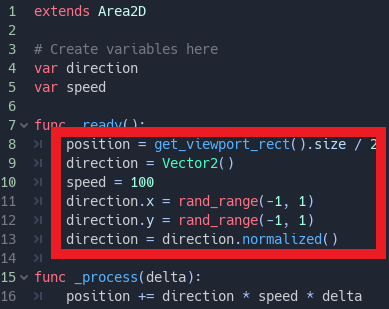 1 extends Area2D
2
3 # Create variables here
4 var direction
5 var speed
6
7 func _ready():
8 position = get_viewport_rect().size / 2
9 direction = Vector2()
10 speed = 100
11 direction.x = rand_range(-1, 1)
12 direction.y = rand_range(-1, 1)
13 direction = direction.normalized()
14
15 func _process(delta):
16 position += direction * speed * delta